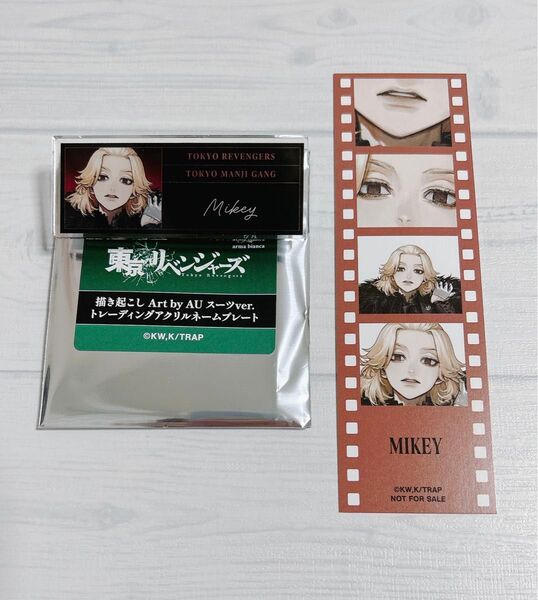 TOKYO REVENGERS
TOKYO MANJI GANG
Mikey
arma bianca
東京リベンジャーズ
Tokyo Revengers
描き起こし Art by AU スーツver.
トレーディングアクリルネームプレート
©KW,K/TRAP
MIKEY
©KW,K/TRAP
NOT FOR SALE